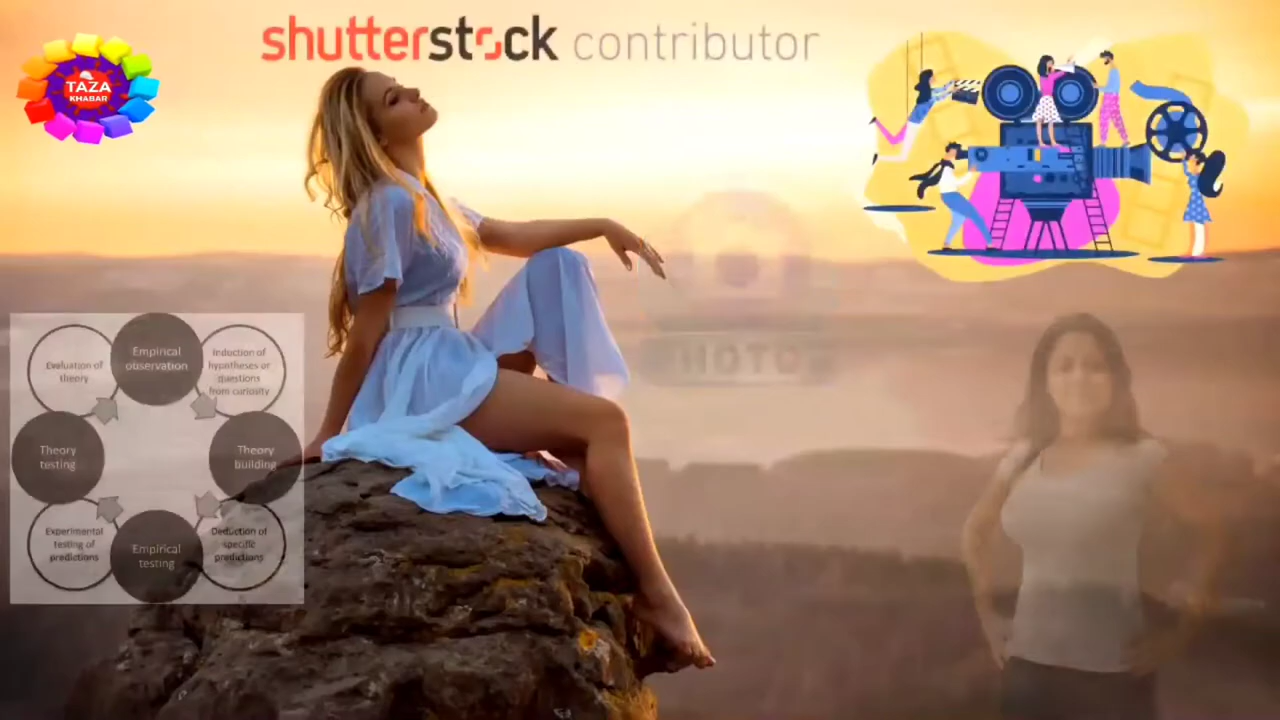 shutterstock contributor
TAZA
KHABAR
Empirical
observation
Evaluation of
theory
Induction of
hypotheses or
questions
from curiosity
Theory
testing
Theory
building
Experimental
testing of
predictions
Empirical
testing
Deduction of
specific
predictians